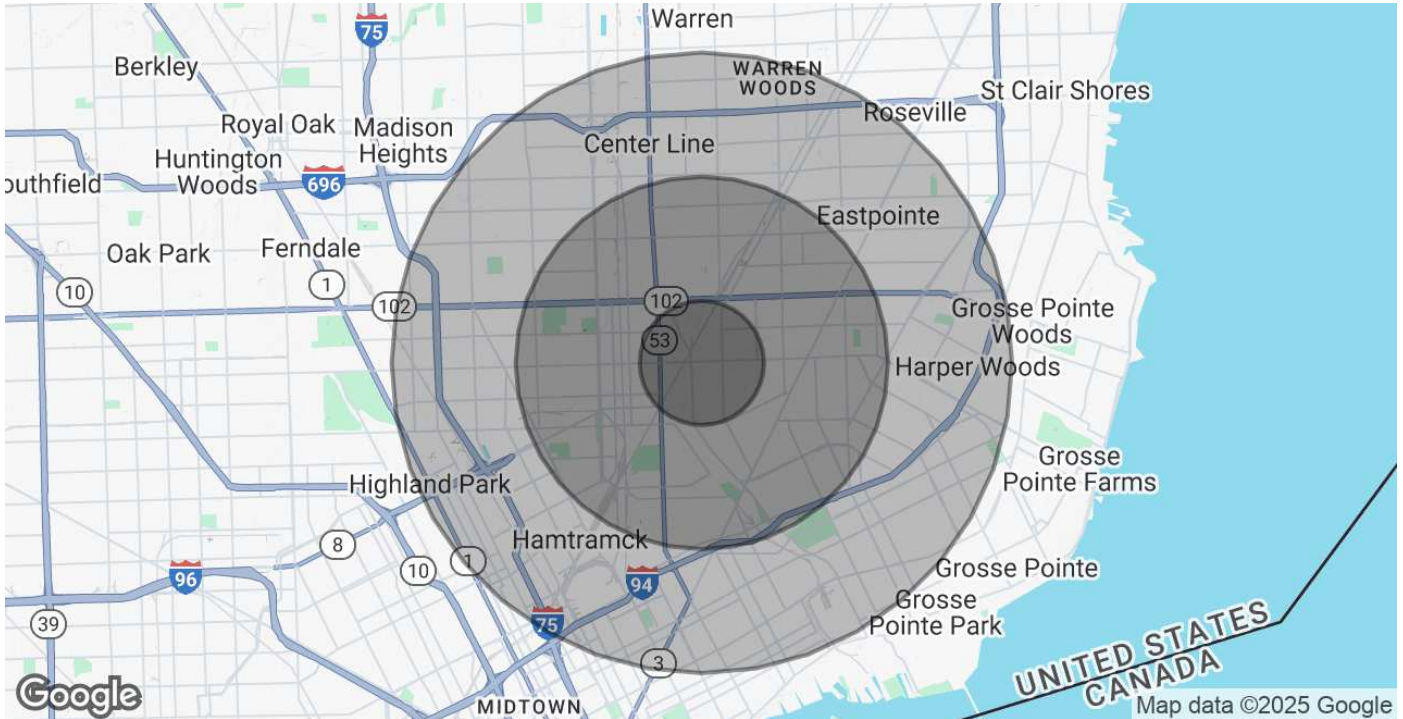 Warren
75
Berkley
WARREN
WOODS
St Clair Shores
Roseville
Royal Oak
Madison
Heights
Center Line
Huntington
Woods
outhfield
696
Eastpointe
Oak Park
Ferndale
10
1
102
102
Grosse Pointe
Woods
53
Harper Woods
Grosse
Pointe Farms
Highland Park
8
Hamtramck
1
10
96
94
Grosse Pointe
Grosse
Pointe Park
75
39
3
UNITED STATES
CANADA
Google
MIDTOWN
Map data ©2025 Google